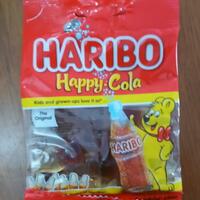 HARIBO
Happy-Cola
Kids and grown-ups love it so!
The Original
HARIBO